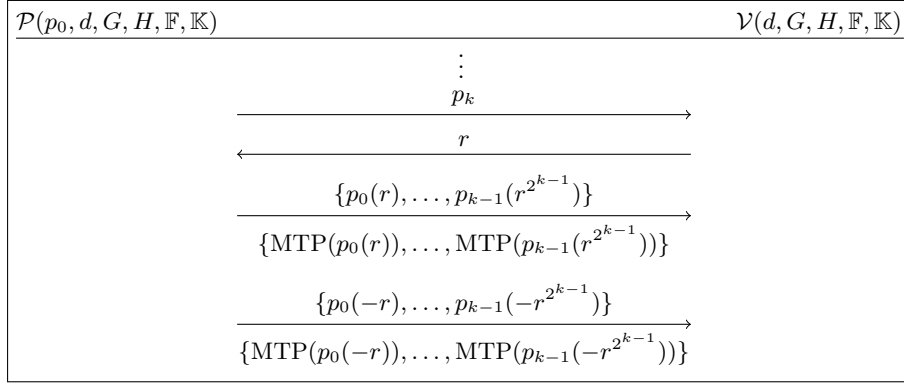 𝒫(p₀, d, G, H, 𝔽, 𝕂) 𝒱(d, G, H, 𝔽, 𝕂)
⋮
p_k
r
{p_0(r), …, p_{k−1}(r^{2^{k−1}})}
{MTP(p_0(r)), …, MTP(p_{k−1}(r^{2^{k−1}}))}
{p_0(−r), …, p_{k−1}(−r^{2^{k−1}})}
{MTP(p_0(−r)), …, MTP(p_{k−1}(−r^{2^{k−1}}))}